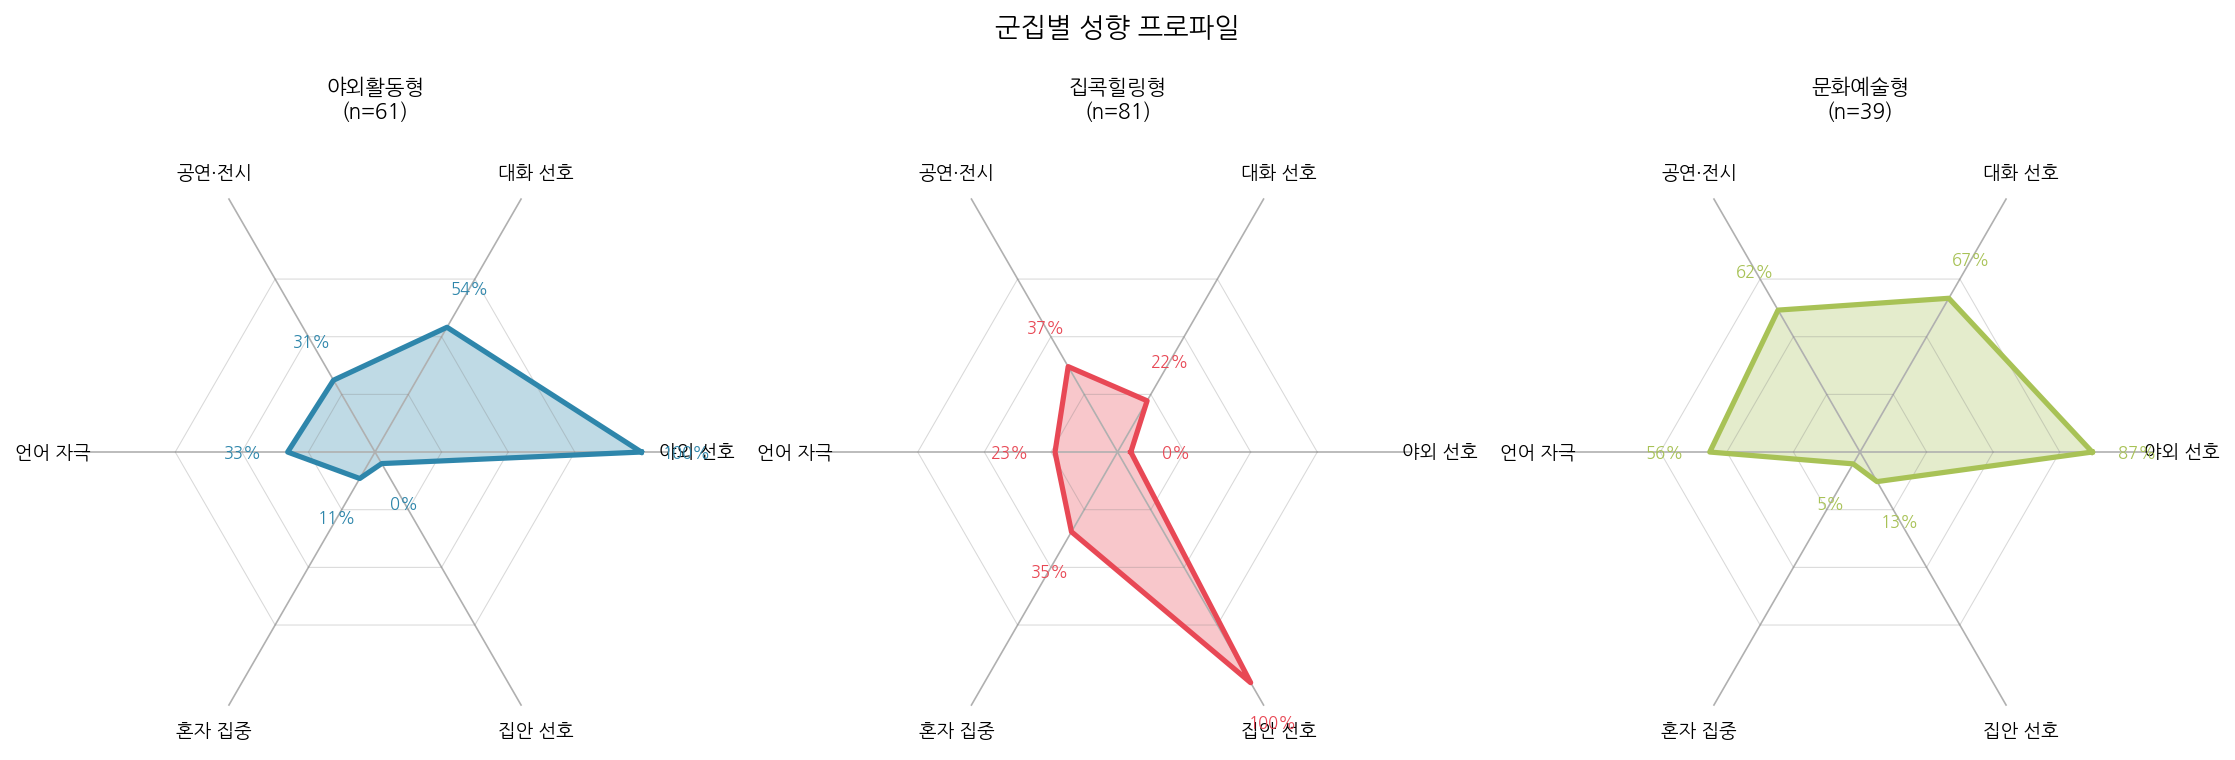 군집별 성향 프로파일
야외활동형
(n=61)
공연·전시
대화 선호
54%
31%
언어 자극
33%
100%
야외 선호
11%
0%
혼자 집중
집안 선호
집콕힐링형
(n=81)
공연·전시
대화 선호
37%
22%
언어 자극
23%
0%
야외 선호
35%
100%
혼자 집중
집안 선호
문화예술형
(n=39)
공연·전시
대화 선호
67%
62%
언어 자극
56%
87%
야외 선호
5%
13%
혼자 집중
집안 선호